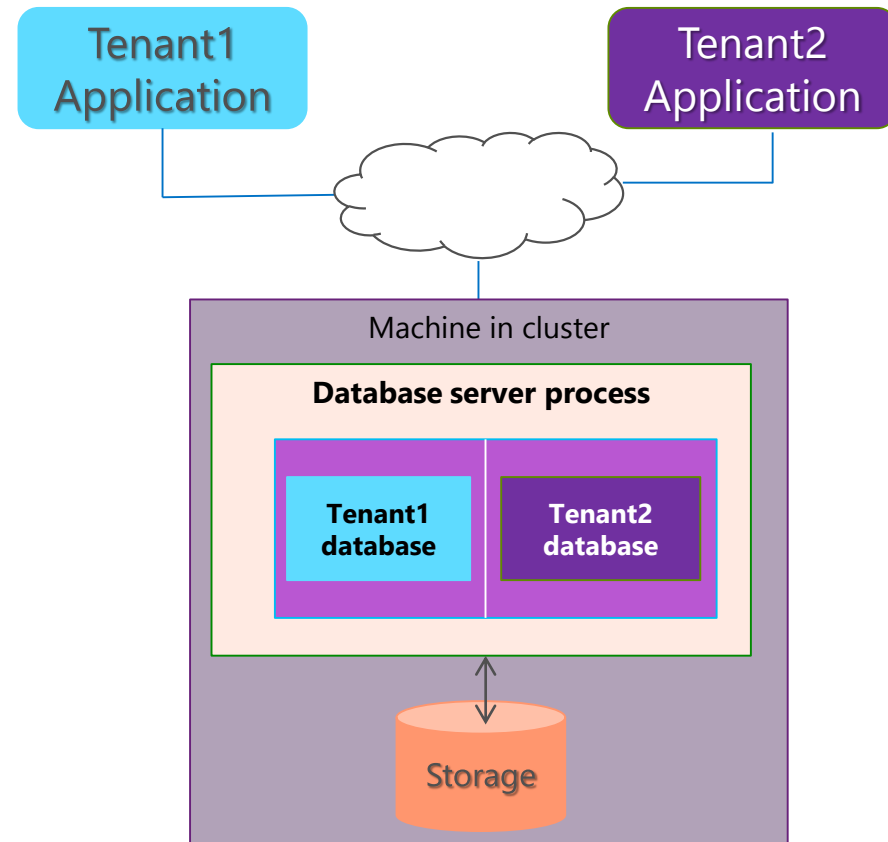 Tenant1
Application
Tenant2
Application
Machine in cluster
Database server process
Tenant1
database
Tenant2
database
Storage